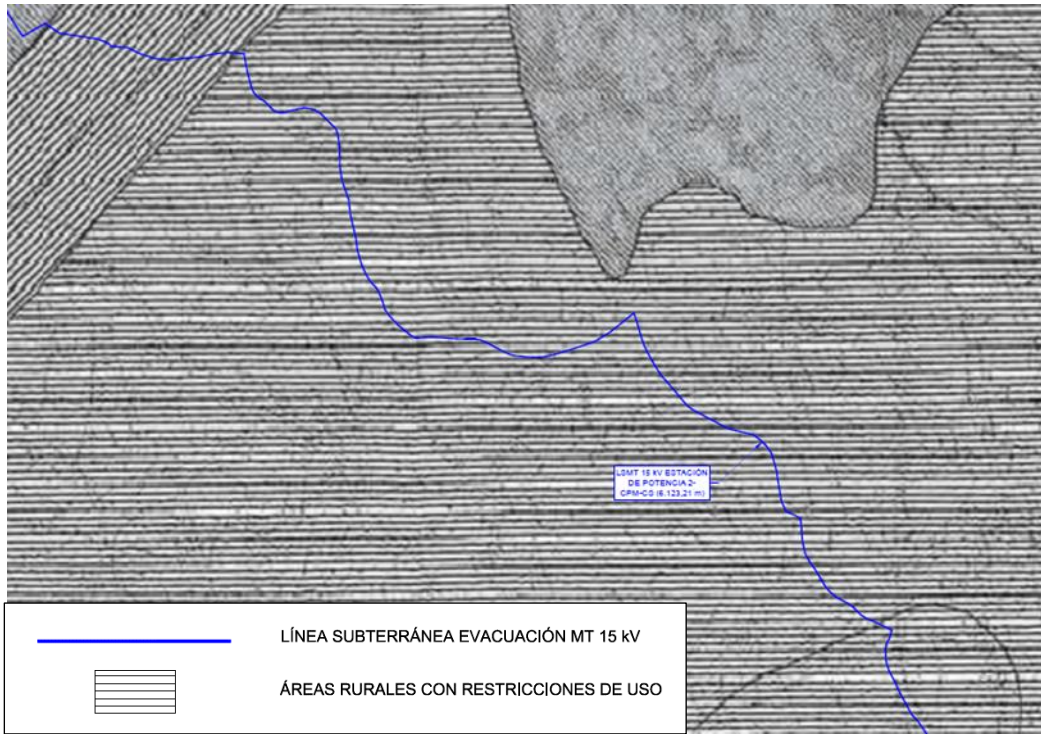 LSMT 15 kV ESTACIÓN
DE POTENCIA 2-
CPM-CS (6.123,21 m)
LÍNEA SUBTERRÁNEA EVACUACIÓN MT 15 kV
ÁREAS RURALES CON RESTRICCIONES DE USO